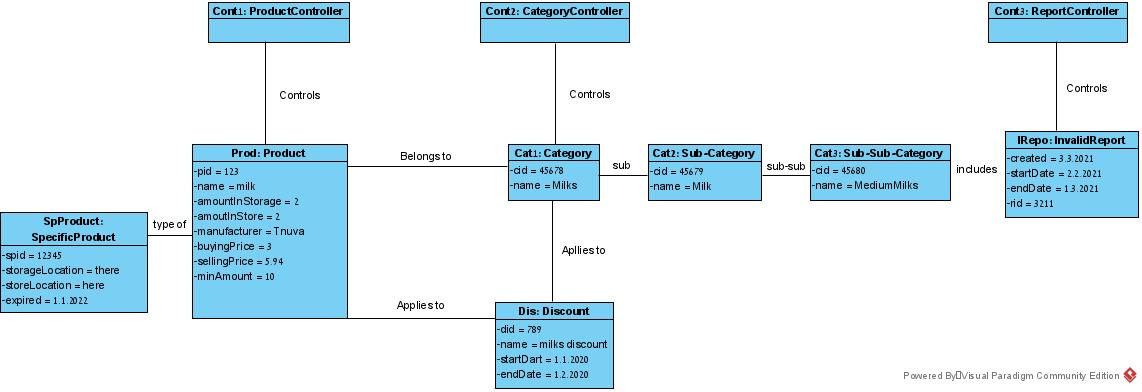 Cont1: ProductController
Cont2: CategoryController
Cont3: ReportController
Controls
Controls
Controls
Prod: Product
-pid = 123
-name = milk
-amountInStorage = 2
-amoutInStore = 2
-manufacturer = Tnuva
-buyingPrice = 3
-sellingPrice = 5.94
-minAmount = 10
Belongs to
Cat1: Category
-cid = 45678
-name = Milks
sub
Cat2: Sub-Category
-cid = 45679
-name = Milk
sub-sub
Cat3: Sub-Sub-Category
-cid = 45680
-name = MediumMilks
includes
IRepo: InvalidReport
-created = 3.3.2021
-startDate = 2.2.2021
-endDate = 1.3.2021
-rid = 3211
SpProduct:
SpecificProduct
-spid = 12345
-storageLocation = there
-storeLocation = here
-expired = 1.1.2022
type of
Apllies to
Applies to
Dis: Discount
-did = 789
-name = milks discount
-startDart = 1.1.2020
-endDate = 1.2.2020
Powered By Visual Paradigm Community Edition